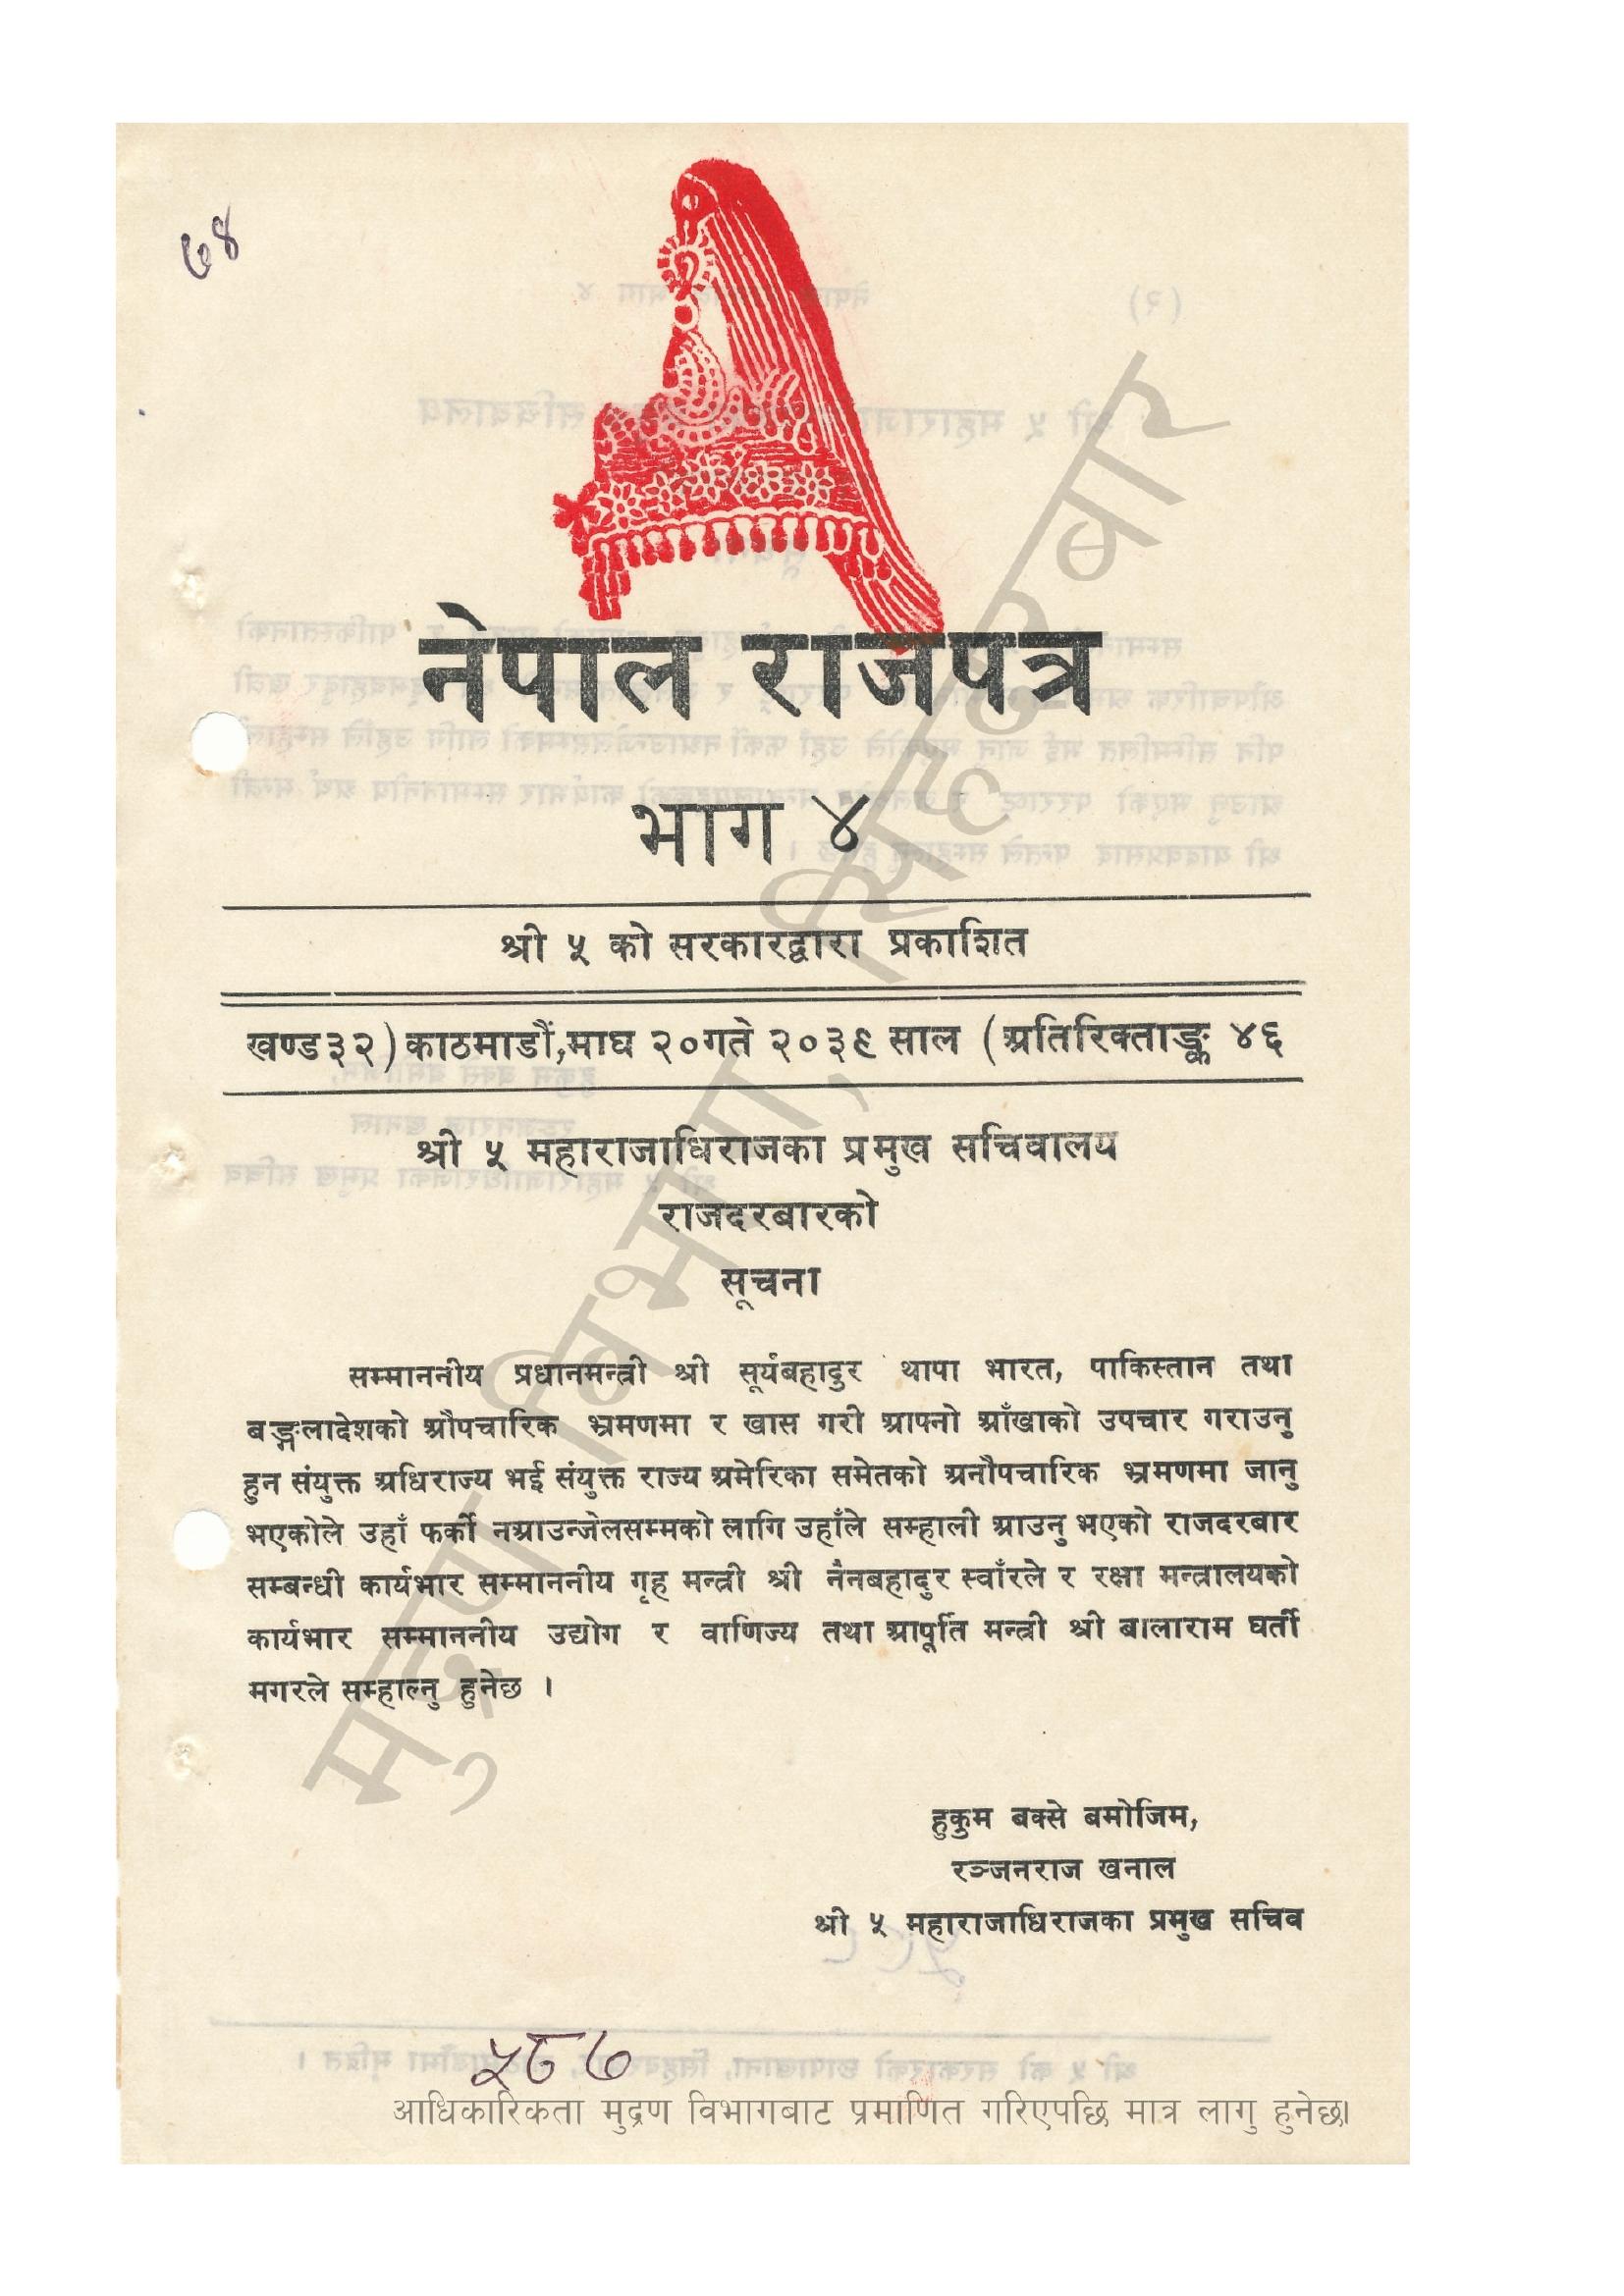 ७४
नेपाल राजपत्र
भाग ४
श्री ५ को सरकारद्वारा प्रकाशित
खण्ड ३२) काठमाडौं, माघ २० गते २०३९ साल (अतिरिक्ताङ्क ४६
श्री ५ महाराजाधिराजका प्रमुख सचिवालय
राजदरबारको
सूचना
सम्माननीय प्रधानमन्त्री श्री सूर्यबहादुर थापा भारत, पाकिस्तान तथा
बङ्गलादेशको औपचारिक भ्रमणमा र खास गरी आफ्नो आँखाको उपचार गराउनु
हुन संयुक्त अधिराज्य भई संयुक्त राज्य अमेरिका समेतको अनौपचारिक भ्रमणमा जानु
भएकोले उहाँ फर्की नआउन्जेलसम्मको लागि उहाँले सम्हाली आउनु भएको राजदरबार
सम्बन्धी कार्यभार सम्माननीय गृह मन्त्री श्री नैनबहादुर स्वाँरले र रक्षा मन्त्रालयको
कार्यभार सम्माननीय उद्योग र वाणिज्य तथा आपूर्ति मन्त्री श्री बालाराम घर्ती
मगरले सम्हाल्नु हुनेछ ।
हुकुम बक्से बमोजिम,
रञ्जनराज खनाल
श्री ५ महाराजाधिराजका प्रमुख सचिव
५८७
आधिकारिकता मुद्रण विभागबाट प्रमाणित गरिएपछि मात्र लागु हुनेछ।
मुद्रण विभाग, सिंहदरबार